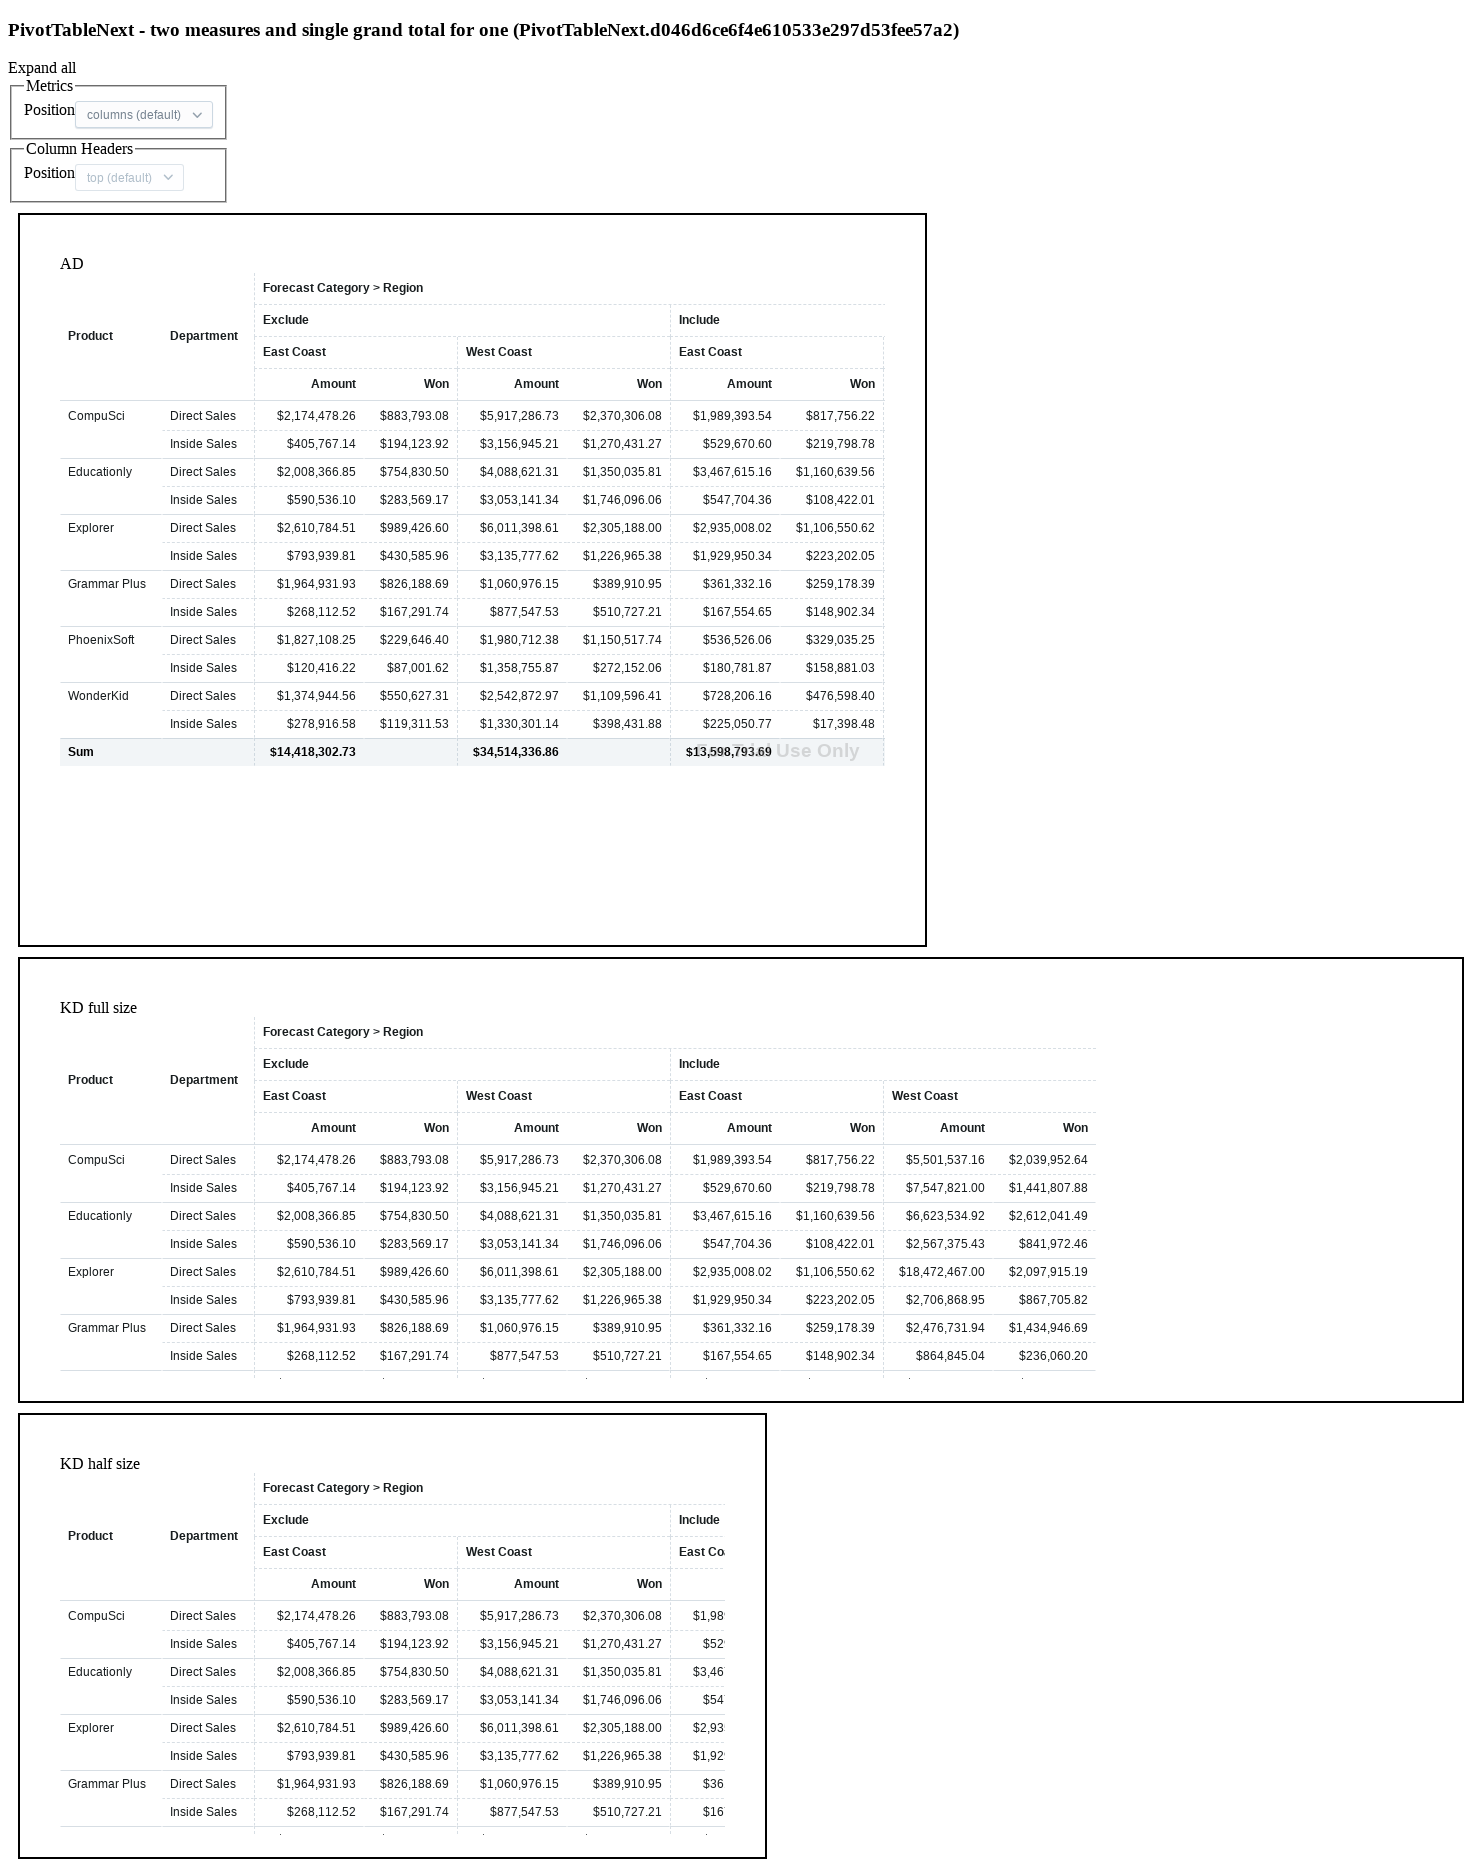 PivotTableNext - two measures and single grand total for one (PivotTableNext.d046d6ce6f4e610533e297d53fee57a2)
Expand all
Metrics
Position columns (default)
Column Headers
Position top (default)
AD
Forecast Category > Region
Exclude Include
Product Department
East Coast West Coast East Coast
Amount Won Amount Won Amount Won
CompuSci Direct Sales $2,174,478.26 $883,793.08 $5,917,286.73 $2,370,306.08 $1,989,393.54 $817,756.22
Inside Sales $405,767.14 $194,123.92 $3,156,945.21 $1,270,431.27 $529,670.60 $219,798.78
Educationly Direct Sales $2,008,366.85 $754,830.50 $4,088,621.31 $1,350,035.81 $3,467,615.16 $1,160,639.56
Inside Sales $590,536.10 $283,569.17 $3,053,141.34 $1,746,096.06 $547,704.36 $108,422.01
Explorer Direct Sales $2,610,784.51 $989,426.60 $6,011,398.61 $2,305,188.00 $2,935,008.02 $1,106,550.62
Inside Sales $793,939.81 $430,585.96 $3,135,777.62 $1,226,965.38 $1,929,950.34 $223,202.05
Grammar Plus Direct Sales $1,964,931.93 $826,188.69 $1,060,976.15 $389,910.95 $361,332.16 $259,178.39
Inside Sales $268,112.52 $167,291.74 $877,547.53 $510,727.21 $167,554.65 $148,902.34
PhoenixSoft Direct Sales $1,827,108.25 $229,646.40 $1,980,712.38 $1,150,517.74 $536,526.06 $329,035.25
Inside Sales $120,416.22 $87,001.62 $1,358,755.87 $272,152.06 $180,781.87 $158,881.03
WonderKid Direct Sales $1,374,944.56 $550,627.31 $2,542,872.97 $1,109,596.41 $728,206.16 $476,598.40
Inside Sales $278,916.58 $119,311.53 $1,330,301.14 $398,431.88 $225,050.77 $17,398.48
Sum $14,418,302.73 $34,514,336.86 $13,598,793.69
Use Only
KD full size
Forecast Category > Region
Exclude Include
Product Department
East Coast West Coast East Coast West Coast
Amount Won Amount Won Amount Won Amount Won
CompuSci Direct Sales $2,174,478.26 $883,793.08 $5,917,286.73 $2,370,306.08 $1,989,393.54 $817,756.22 $5,501,537.16 $2,039,952.64
Inside Sales $405,767.14 $194,123.92 $3,156,945.21 $1,270,431.27 $529,670.60 $219,798.78 $7,547,821.00 $1,441,807.88
Educationly Direct Sales $2,008,366.85 $754,830.50 $4,088,621.31 $1,350,035.81 $3,467,615.16 $1,160,639.56 $6,623,534.92 $2,612,041.49
Inside Sales $590,536.10 $283,569.17 $3,053,141.34 $1,746,096.06 $547,704.36 $108,422.01 $2,567,375.43 $841,972.46
Explorer Direct Sales $2,610,784.51 $989,426.60 $6,011,398.61 $2,305,188.00 $2,935,008.02 $1,106,550.62 $18,472,467.00 $2,097,915.19
Inside Sales $793,939.81 $430,585.96 $3,135,777.62 $1,226,965.38 $1,929,950.34 $223,202.05 $2,706,868.95 $867,705.82
Grammar Plus Direct Sales $1,964,931.93 $826,188.69 $1,060,976.15 $389,910.95 $361,332.16 $259,178.39 $2,476,731.94 $1,434,946.69
Inside Sales $268,112.52 $167,291.74 $877,547.53 $510,727.21 $167,554.65 $148,902.34 $864,845.04 $236,060.20
KD half size
Forecast Category > Region
Exclude Include
Product Department
East Coast West Coast East
Amount Won Amount Won
CompuSci Direct Sales $2,174,478.26 $883,793.08 $5,917,286.73 $2,370,306.08
Inside Sales $405,767.14 $194,123.92 $3,156,945.21 $1,270,431.27
Educationly Direct Sales $2,008,366.85 $754,830.50 $4,088,621.31 $1,350,035.81
Inside Sales $590,536.10 $283,569.17 $3,053,141.34 $1,746,096.06
Explorer Direct Sales $2,610,784.51 $989,426.60 $6,011,398.61 $2,305,188.00
Inside Sales $793,939.81 $430,585.96 $3,135,777.62 $1,226,965.38
Grammar Plus Direct Sales $1,964,931.93 $826,188.69 $1,060,976.15 $389,910.95
Inside Sales $268,112.52 $167,291.74 $877,547.53 $510,727.21